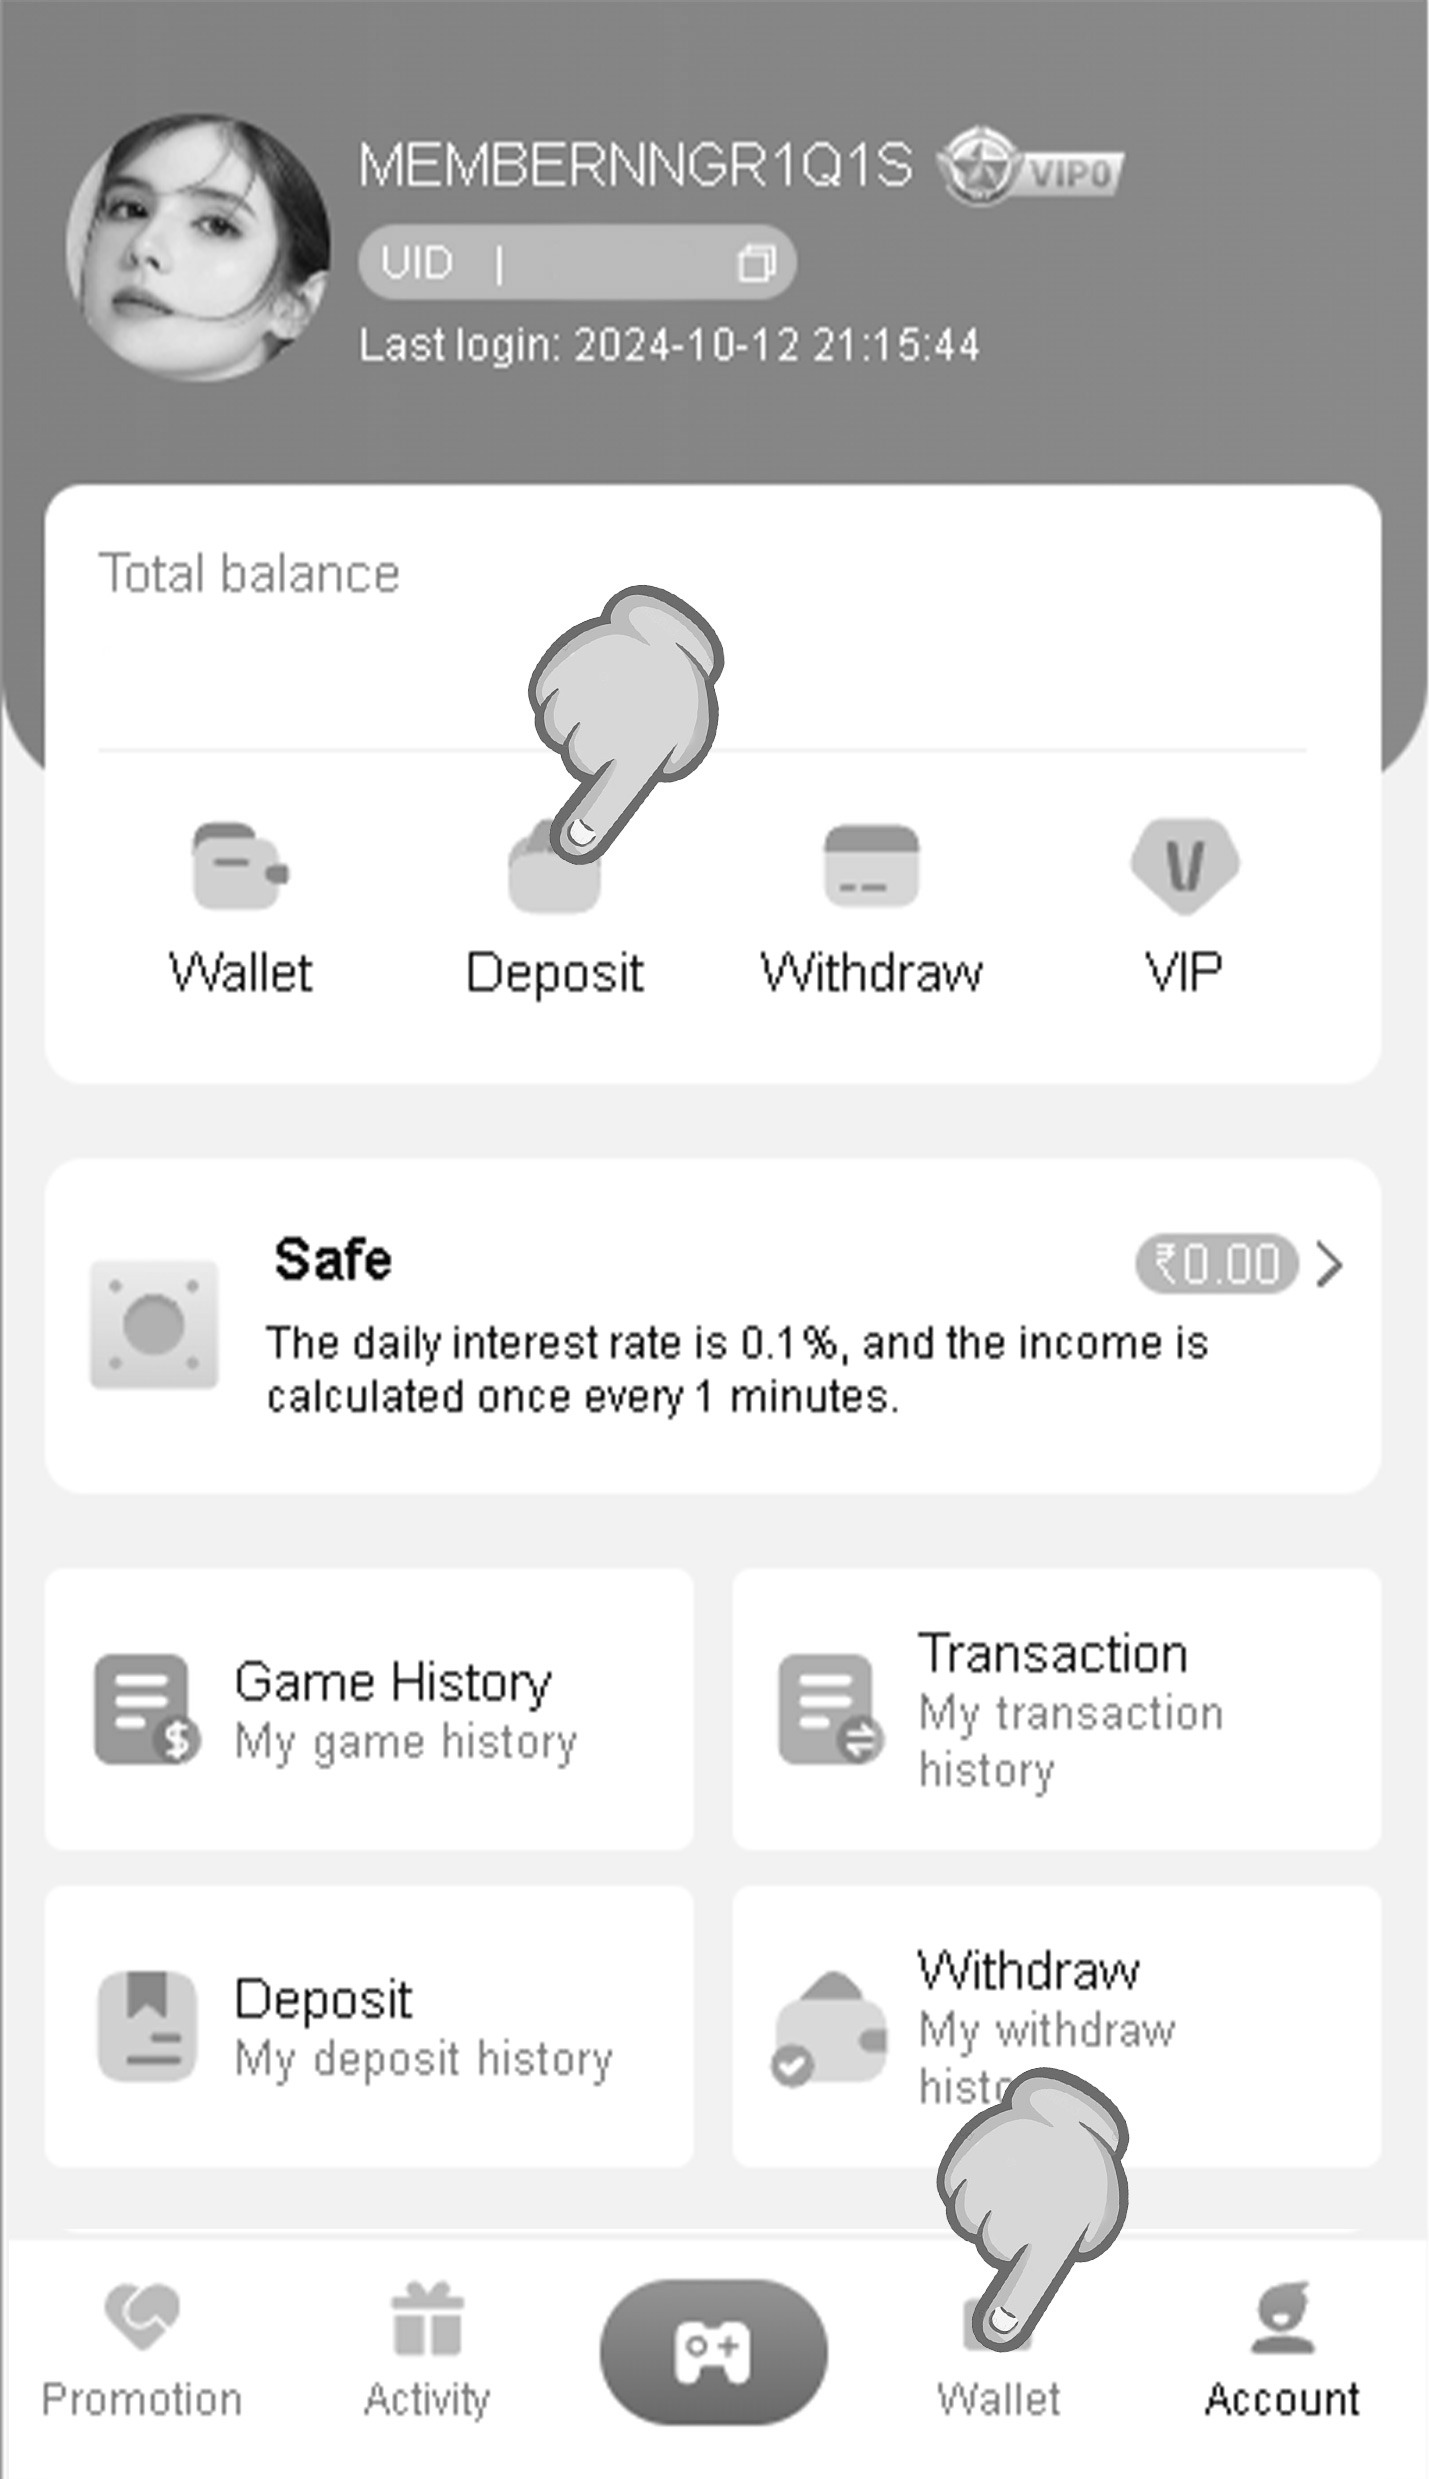 MEMBERNNGR1Q1S VIP0
UID |
Last login: 2024-10-12 21:15:44
Total balance
Wallet Deposit Withdraw VIP
Safe ₹0.00
The daily interest rate is 0.1%, and the income is
calculated once every 1 minutes.
Game History
My game history
Transaction
My transaction
history
Deposit
My deposit history
Withdraw
My withdraw
Promotion Activity Wallet Account